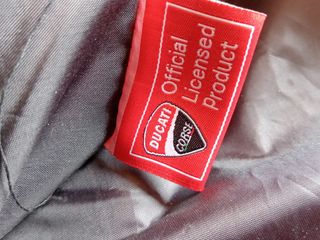 Official
Licensed
Product
DUCATI
CORSE